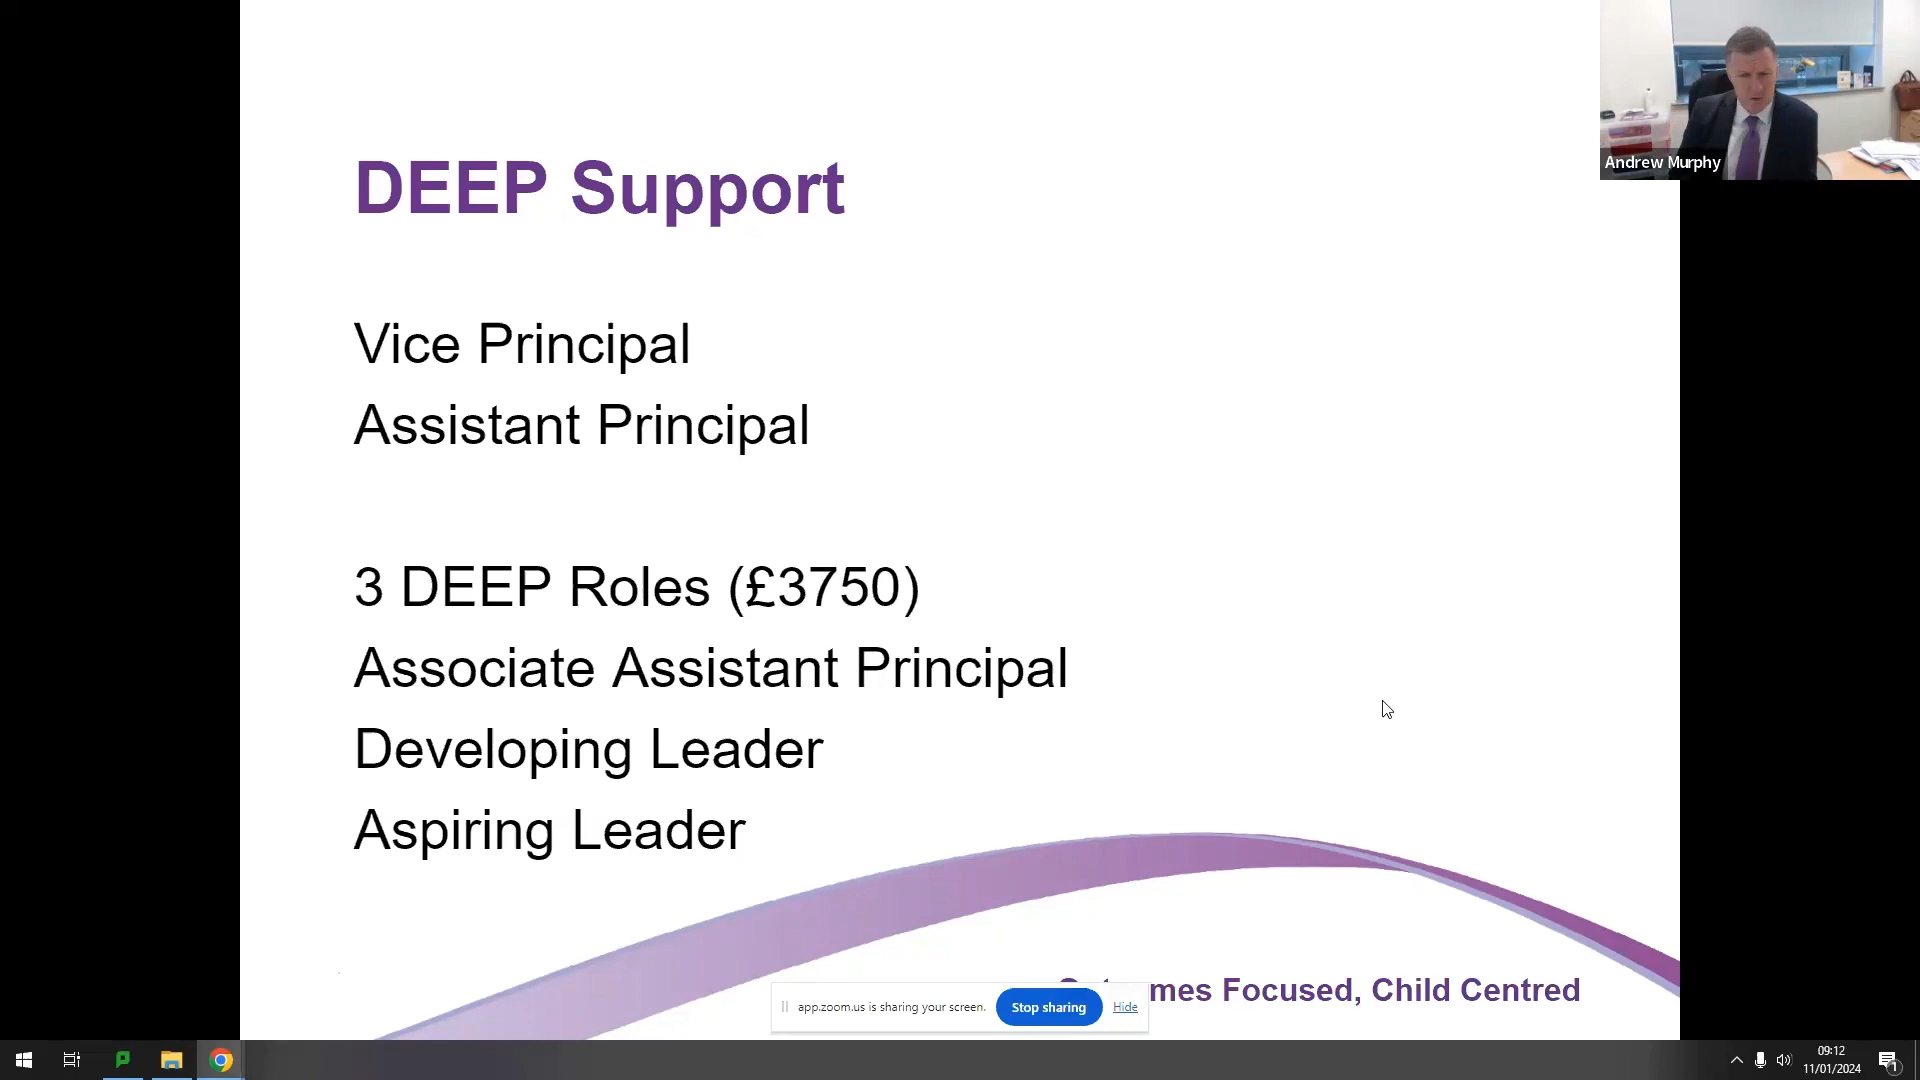 DEEP Support
Andrew Murphy
Vice Principal
Assistant Principal
3 DEEP Roles (£3750)
Associate Assistant Principal
Developing Leader
Aspiring Leader
Focused, Child Centred
app.zoom.us is sharing your screen.
Stop sharing
Hide
09:12
11/01/2024
1